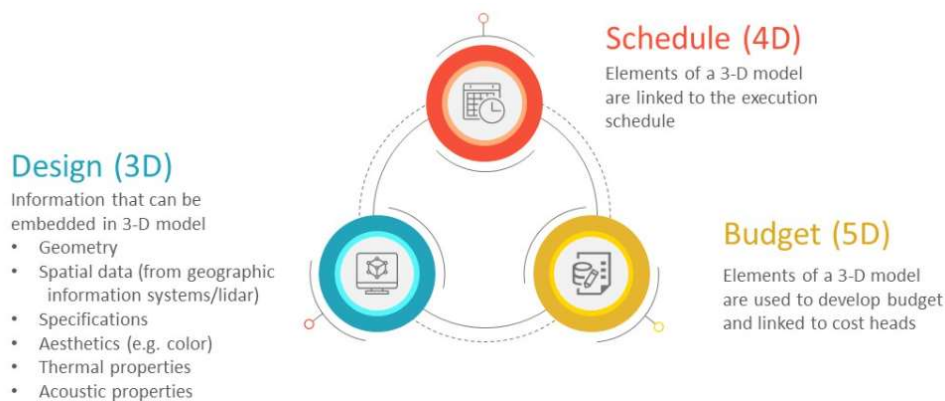 Schedule (4D)
Elements of a 3-D model
are linked to the execution
schedule
Design (3D)
Information that can be
embedded in 3-D model
• Geometry
• Spatial data (from geographic
information systems/lidar)
• Specifications
• Aesthetics (e.g. color)
• Thermal properties
• Acoustic properties
Budget (5D)
Elements of a 3-D model
are used to develop budget
and linked to cost heads